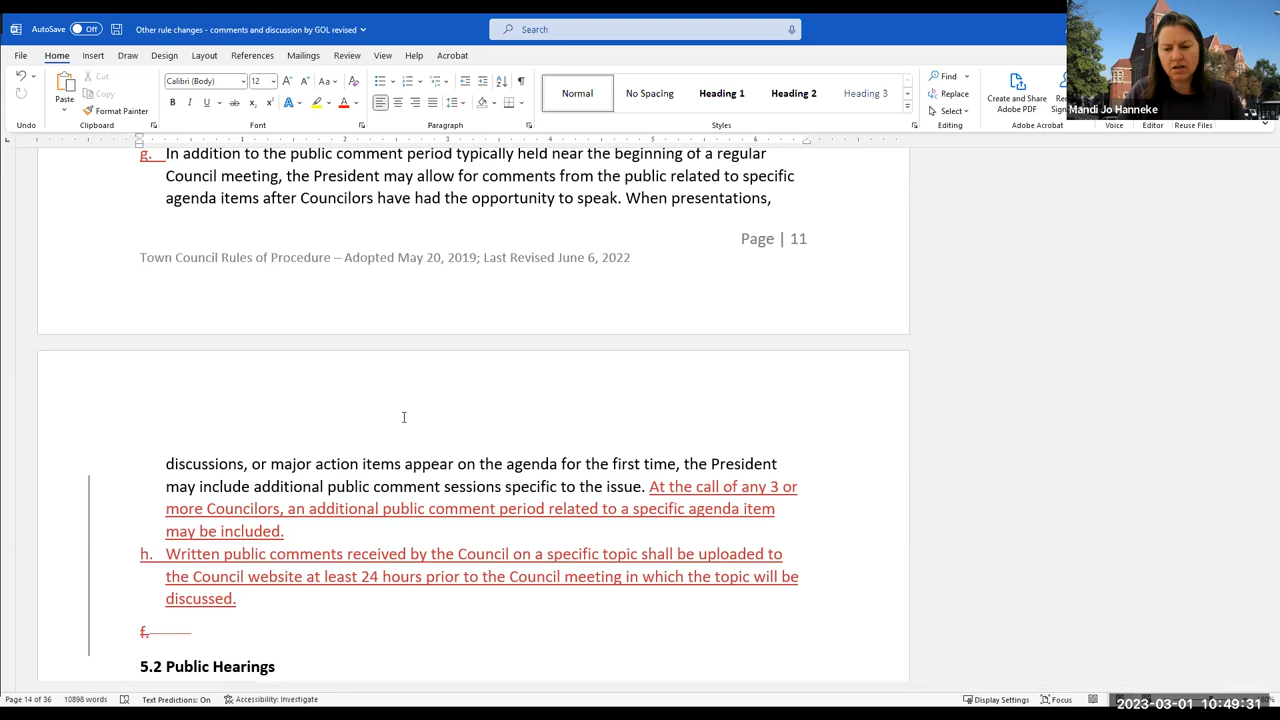 AutoSave Off Other rule changes - comments and discussion by GOL revised Search
File Home Insert Draw Design Layout References Mailings Review View Help Acrobat
Calibri (Body) 12 Cut Copy Format Painter Paste
Normal No Spacing Heading 1 Heading 2 Heading 3
Find Replace Select
Create and Share Adobe PDF
Mandi Jo Hanneke
Undo Clipboard Font Paragraph Styles Editing Adobe Acrobat Voice Editor Reuse Files
g. In addition to the public comment period typically held near the beginning of a regular
Council meeting, the President may allow for comments from the public related to specific
agenda items after Councilors have had the opportunity to speak. When presentations,
Page | 11
Town Council Rules of Procedure – Adopted May 20, 2019; Last Revised June 6, 2022
discussions, or major action items appear on the agenda for the first time, the President
may include additional public comment sessions specific to the issue. At the call of any 3 or
more Councilors, an additional public comment period related to a specific agenda item
may be included.
h. Written public comments received by the Council on a specific topic shall be uploaded to
the Council website at least 24 hours prior to the Council meeting in which the topic will be
discussed.
f.
5.2 Public Hearings
Page 14 of 36 10898 words Text Predictions: On Accessibility: Investigate Display Settings Focus
2023-03-01 10:49:31